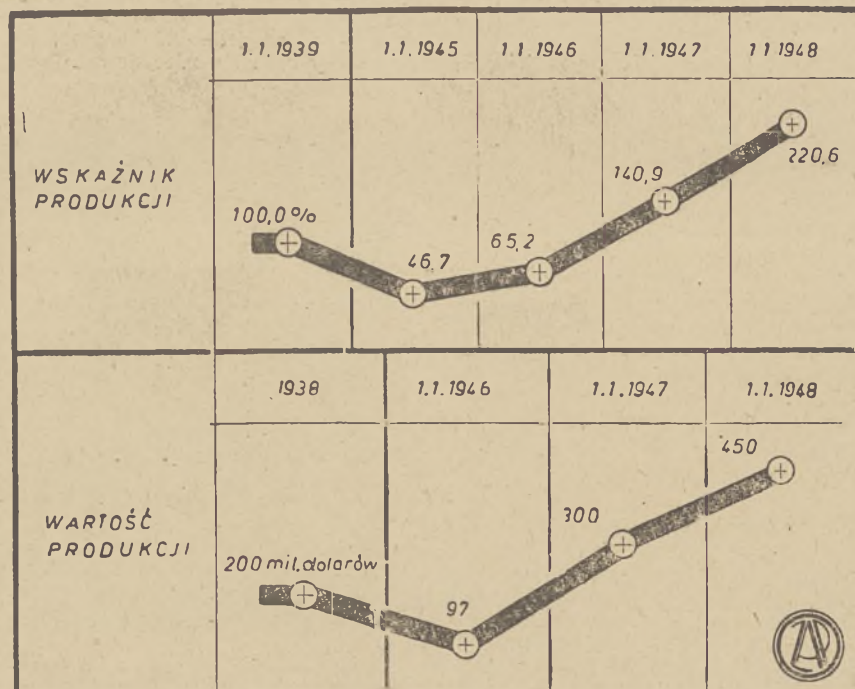 1.1.1939 1.1.1945 1.1.1946 1.1.1947 1 1 1948
WSKAŹNIK
PRODUKCJI
100,0%
46,7
65,2
140,9
220,6
1938 1.1.1946 1.1.1947 1.1.1948
WARTOŚĆ
PRODUKCJI
200 mil. dolarów
97
300
450